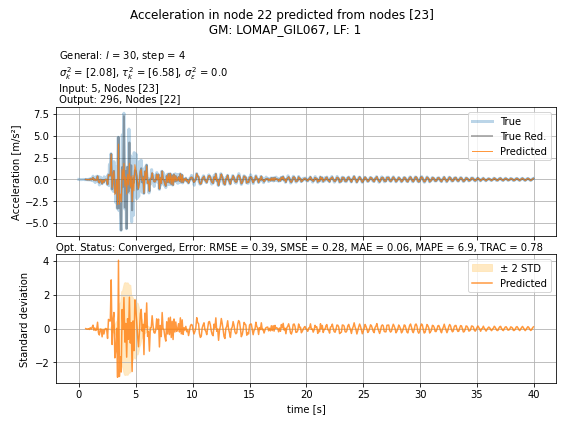 Acceleration in node 22 predicted from nodes [23]
GM: LOMAP_GIL067, LF: 1
General: l = 30, step = 4
σ²ₖ = [2.08], τ²ₖ = [6.58], σ²ε = 0.0
Input: 5, Nodes [23]
Output: 296, Nodes [22]
7.5
5.0
2.5
0.0
−2.5
−5.0
Acceleration [m/s²]
True
True Red.
Predicted
Opt. Status: Converged, Error: RMSE = 0.39, SMSE = 0.28, MAE = 0.06, MAPE = 6.9, TRAC = 0.78
4
2
0
−2
Standard deviation
± 2 STD
Predicted
0 5 10 15 20 25 30 35 40
time [s]